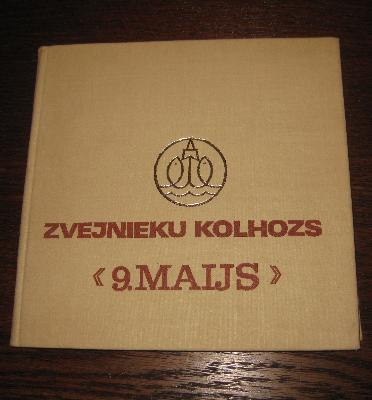 ZVEJNIEKU KOLHOZS
《 9.MAIJS 》